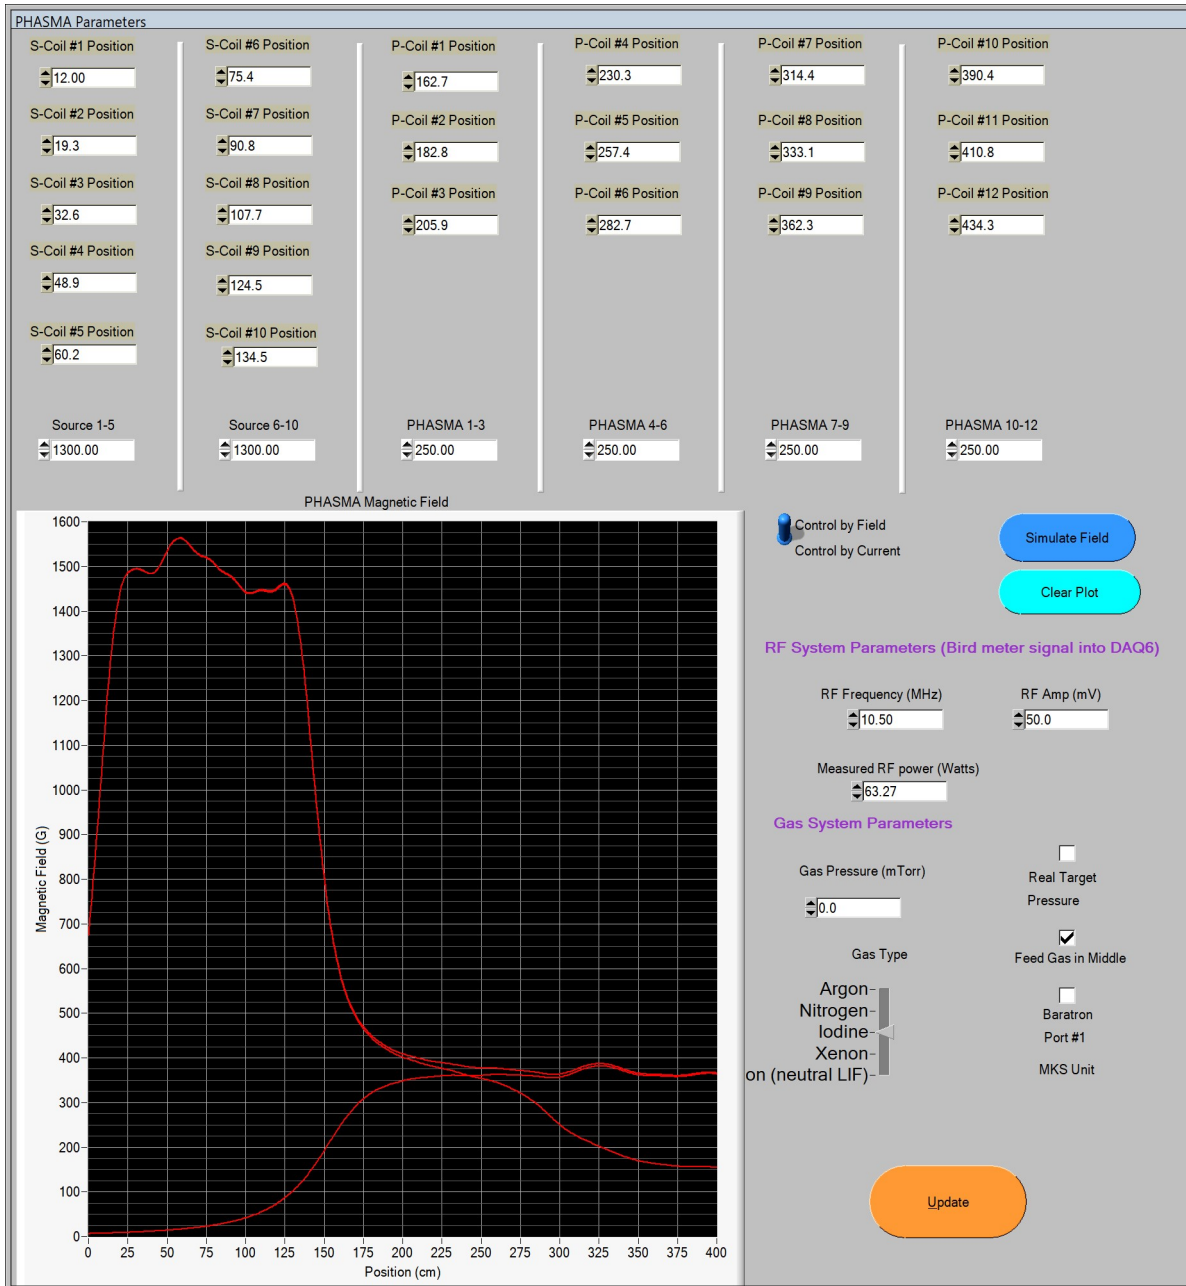 PHASMA Parameters
S-Coil #1 Position
12.00
S-Coil #2 Position
19.3
S-Coil #3 Position
32.6
S-Coil #4 Position
48.9
S-Coil #5 Position
60.2
Source 1-5
1300.00
S-Coil #6 Position
75.4
S-Coil #7 Position
90.8
S-Coil #8 Position
107.7
S-Coil #9 Position
124.5
S-Coil #10 Position
134.5
Source 6-10
1300.00
P-Coil #1 Position
162.7
P-Coil #2 Position
182.8
P-Coil #3 Position
205.9
PHASMA 1-3
250.00
P-Coil #4 Position
230.3
P-Coil #5 Position
257.4
P-Coil #6 Position
282.7
PHASMA 4-6
250.00
P-Coil #7 Position
314.4
P-Coil #8 Position
333.1
P-Coil #9 Position
362.3
PHASMA 7-9
250.00
P-Coil #10 Position
390.4
P-Coil #11 Position
410.8
P-Coil #12 Position
434.3
PHASMA 10-12
250.00
PHASMA Magnetic Field
Magnetic Field (G)
1600
1500
1400
1300
1200
1100
1000
900
800
700
600
500
400
300
200
100
0
0 25 50 75 100 125 150 175 200 225 250 275 300 325 350 375 400
Position (cm)
Control by Field
Control by Current
Simulate Field
Clear Plot
RF System Parameters (Bird meter signal into DAQ6)
RF Frequency (MHz)
10.50
RF Amp (mV)
50.0
Measured RF power (Watts)
63.27
Gas System Parameters
Gas Pressure (mTorr)
0.0
Real Target
Pressure
Feed Gas in Middle
Baratron
Port #1
MKS Unit
Gas Type
Argon
Nitrogen
Iodine
Xenon
on (neutral LIF)
Update